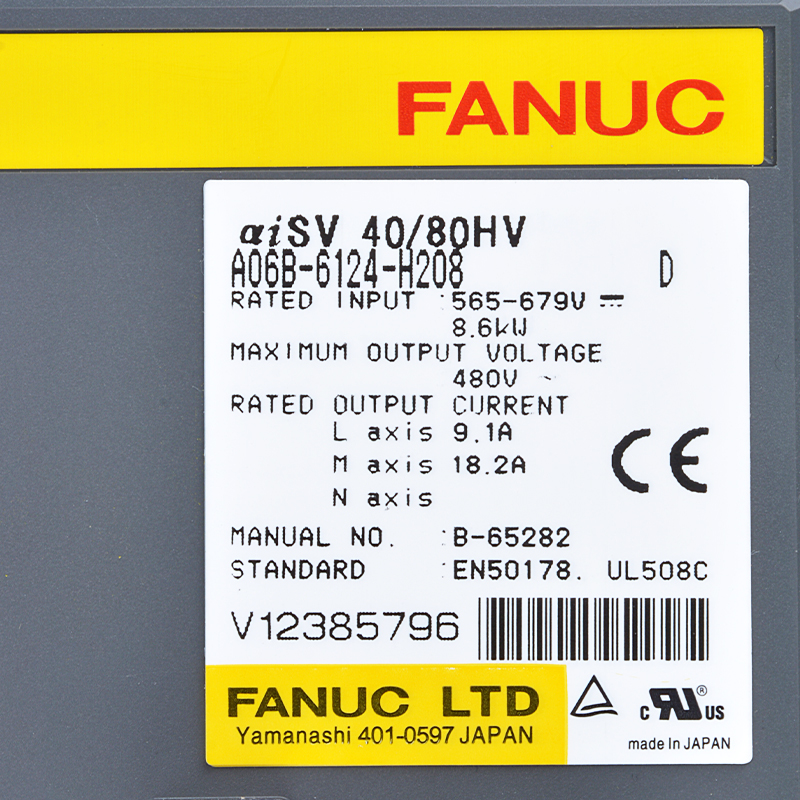 FANUC
αiSV 40/80HV
A06B-6124-H208 D
RATED INPUT :565-679V ⎓
8.6kW
MAXIMUM OUTPUT VOLTAGE
480V ~
RATED OUTPUT CURRENT
L axis 9.1A
M axis 18.2A
N axis
MANUAL NO. :B-65282
STANDARD :EN50178. UL508C
CE
V12385796
FANUC LTD
Yamanashi 401-0597 JAPAN
c RU® US
made In JAPAN